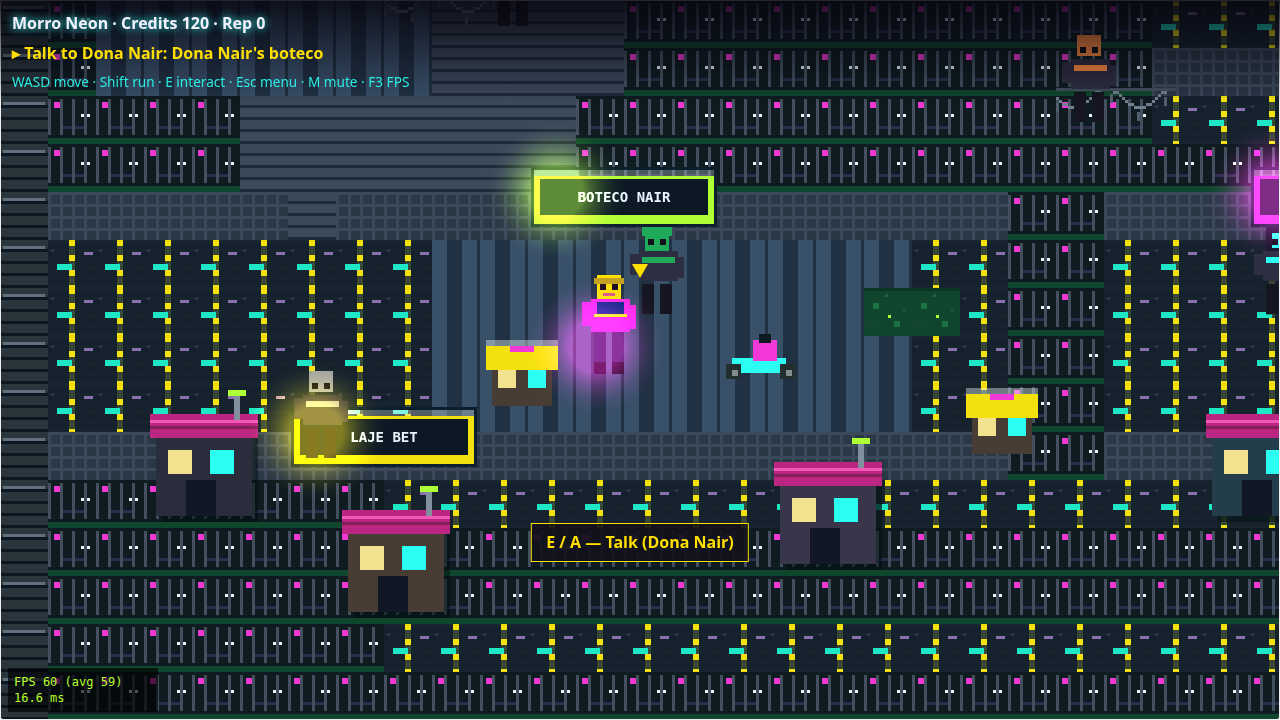 Morro Neon · Credits 120 · Rep 0
▸ Talk to Dona Nair: Dona Nair's boteco
WASD move · Shift run · E interact · Esc menu · M mute · F3 FPS
BOTECO NAIR
LAJE BET
E / A — Talk (Dona Nair)
FPS 60 (avg 59)
16.6 ms